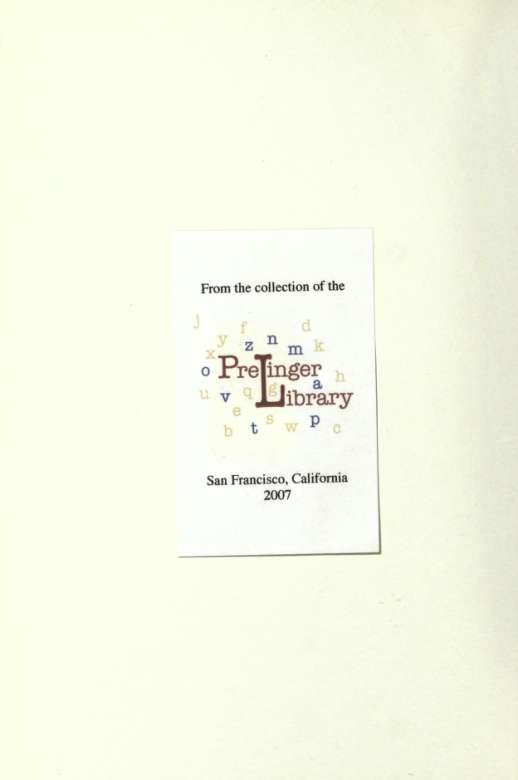 From the collection of the
j f d
y z n m k
x
o Prelinger a h
u v q g Library
e
b t s w p c
San Francisco, California
2007